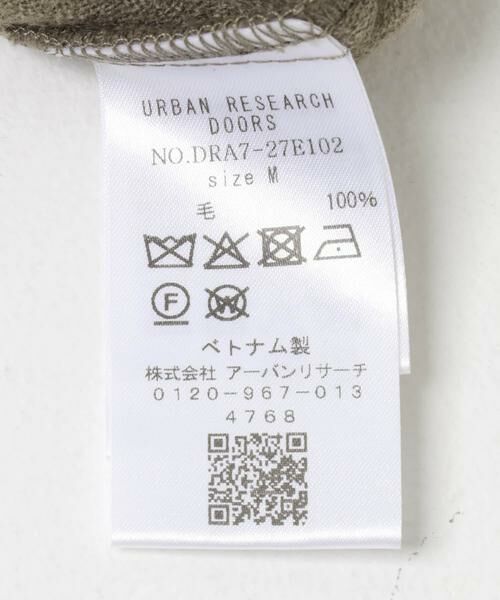 URBAN RESEARCH
DOORS
NO.DRA7-27E102
size M
毛 100%
F
W
ベトナム製
株式会社 アーバンリサーチ
0120-967-013
4768